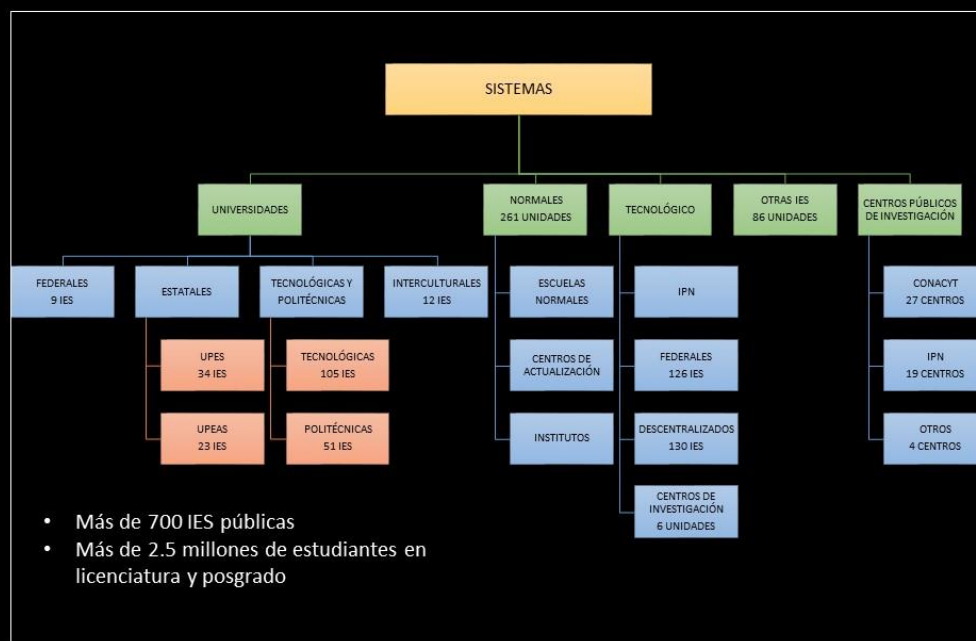 SISTEMAS
UNIVERSIDADES
NORMALES
261 UNIDADES
TECNOLÓGICO
OTRAS IES
86 UNIDADES
CENTROS PÚBLICOS
DE INVESTIGACIÓN
FEDERALES
9 IES
ESTATALES
TECNOLÓGICAS Y
POLITÉCNICAS
INTERCULTURALES
12 IES
ESCUELAS
NORMALES
IPN
CONACYT
27 CENTROS
UPES
34 IES
TECNOLÓGICAS
105 IES
CENTROS DE
ACTUALIZACIÓN
FEDERALES
126 IES
IPN
19 CENTROS
UPEAS
23 IES
POLITÉCNICAS
51 IES
INSTITUTOS
DESCENTRALIZADOS
130 IES
OTROS
4 CENTROS
CENTROS DE
INVESTIGACIÓN
6 UNIDADES
• Más de 700 IES públicas
• Más de 2.5 millones de estudiantes en
licenciatura y posgrado